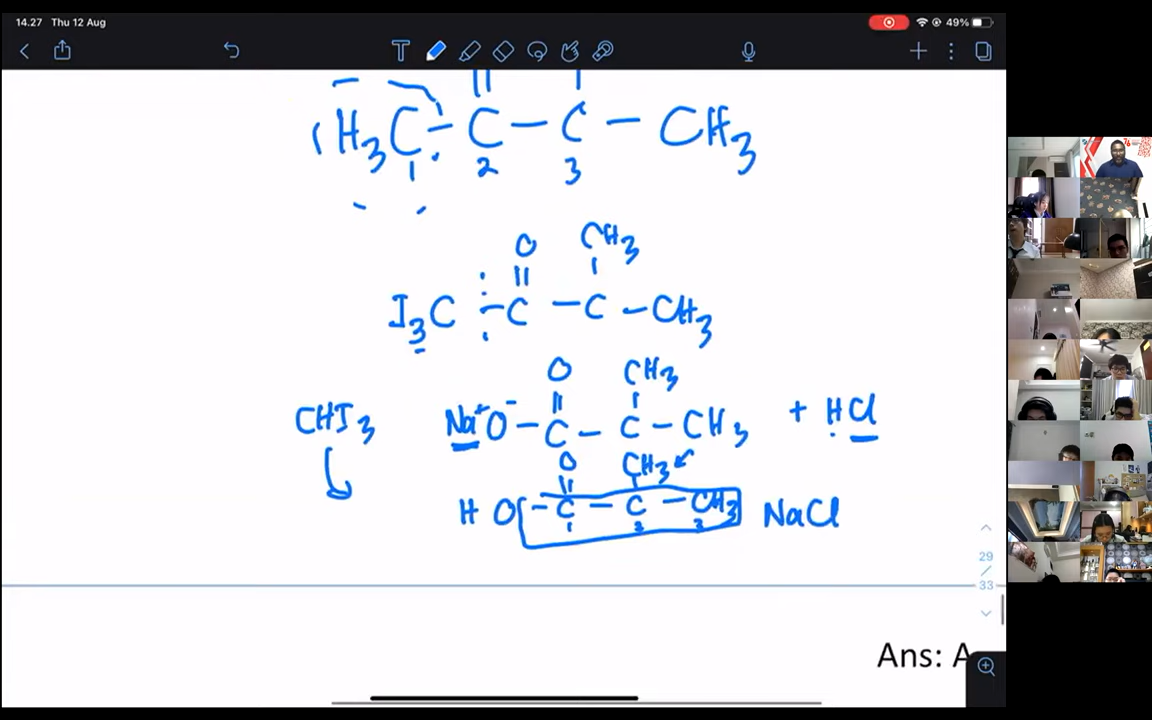 14.27 Thu 12 Aug
49%
H3C - C - C - CH3
1 2 3
O CH3
I3C - C - C - CH3
O CH3
CHI3 Na+O- - C - C - CH3 + HCl
O CH3
HO - C - C - CH3 NaCl
1 2 3
29
/
33
Ans: A